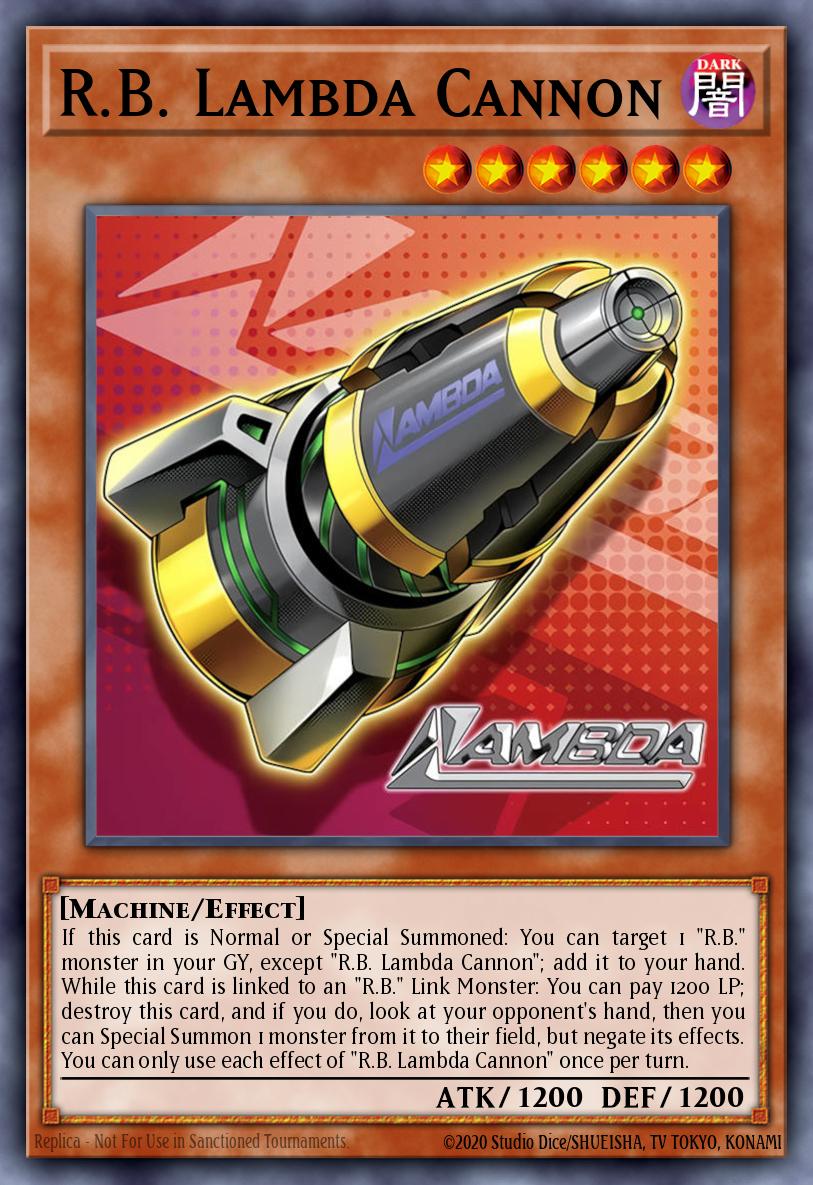 R.B. Lambda Cannon
DARK
闇
LAMBDA
LAMBDA
[Machine/Effect]
If this card is Normal or Special Summoned: You can target 1 "R.B."
monster in your GY, except "R.B. Lambda Cannon"; add it to your hand.
While this card is linked to an "R.B." Link Monster: You can pay 1200 LP;
destroy this card, and if you do, look at your opponent's hand, then you
can Special Summon 1 monster from it to their field, but negate its effects.
You can only use each effect of "R.B. Lambda Cannon" once per turn.
ATK/1200 DEF/1200
Replica - Not For Use in Sanctioned Tournaments.
©2020 Studio Dice/SHUEISHA, TV TOKYO, KONAMI